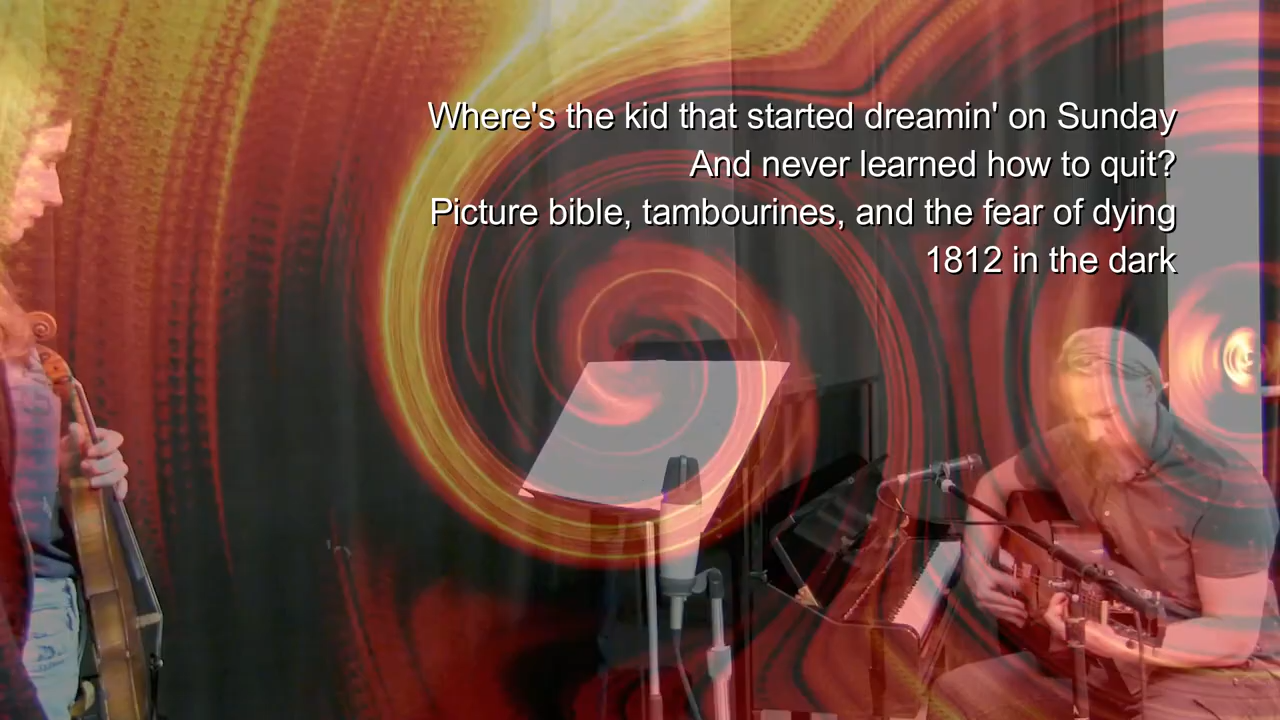 Where's the kid that started dreamin' on Sunday
And never learned how to quit?
Picture bible, tambourines, and the fear of dying
1812 in the dark